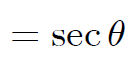 = sec θ